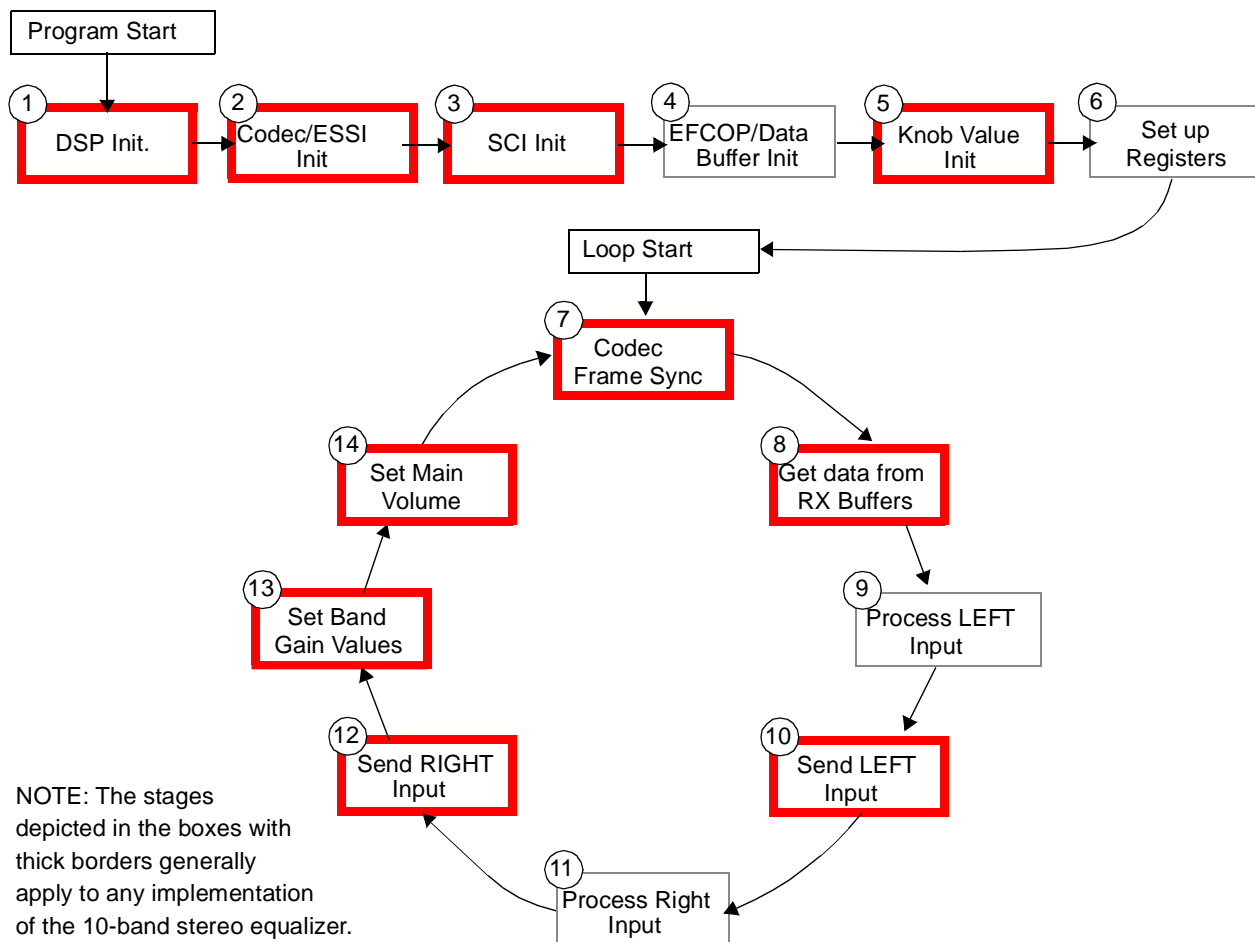 Program Start
1
DSP Init.
2
Codec/ESSI
Init
3
SCI Init
4
EFCOP/Data
Buffer Init
5
Knob Value
Init
6
Set up
Registers
Loop Start
7
Codec
Frame Sync
8
Get data from
RX Buffers
9
Process LEFT
Input
10
Send LEFT
Input
11
Process Right
Input
12
Send RIGHT
Input
13
Set Band
Gain Values
14
Set Main
Volume
NOTE: The stages
depicted in the boxes with
thick borders generally
apply to any implementation
of the 10-band stereo equalizer.